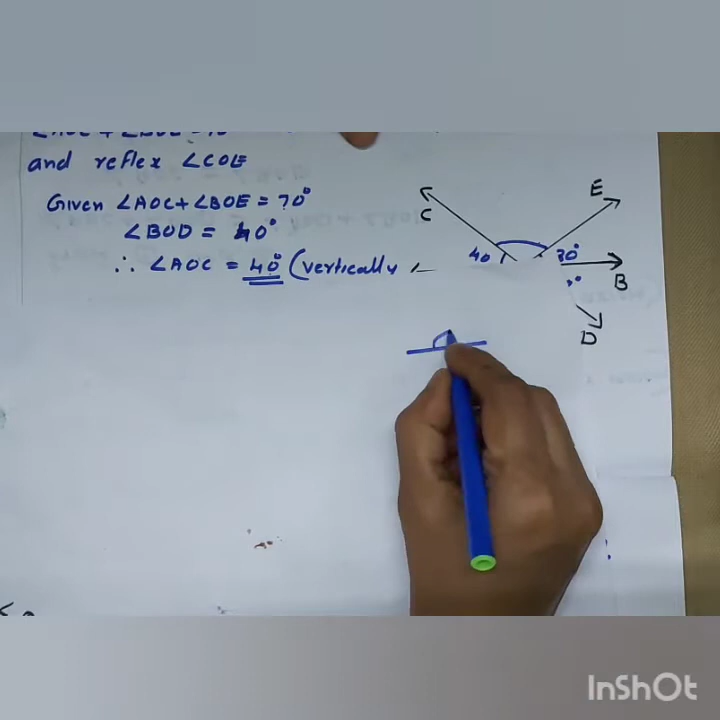 and reflex ∠COE
Given ∠AOC + ∠BOE = 70°
∠BOD = 40°
∴ ∠AOC = 40° (vertically
C
E
40
30°
B
D
InShOt